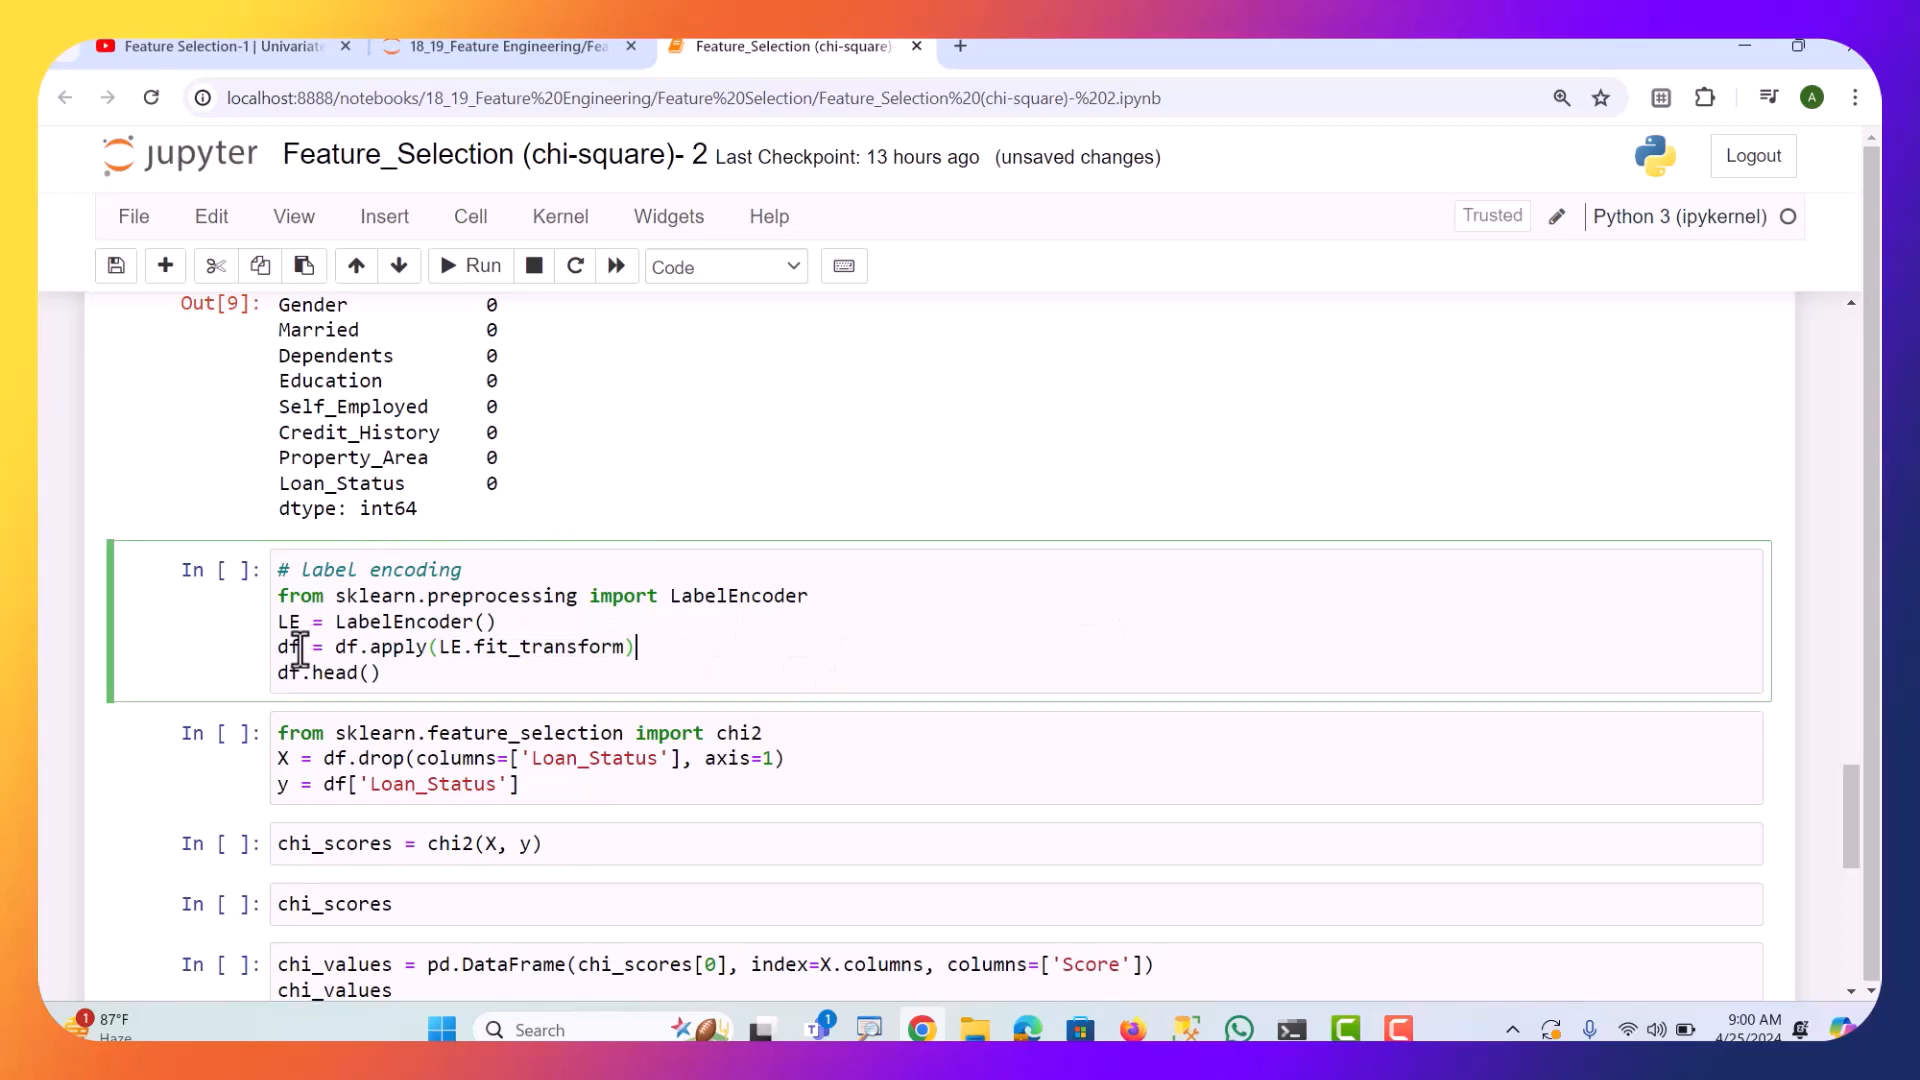 Feature Selection-1 | Univariate
18_19_Feature Engineering/Fea
Feature_Selection (chi-square)-
localhost:8888/notebooks/18_19_Feature%20Engineering/Feature%20Selection/Feature_Selection%20(chi-square)-%202.ipynb
A
jupyter Feature_Selection (chi-square)- 2 Last Checkpoint: 13 hours ago (unsaved changes)
Logout
File Edit View Insert Cell Kernel Widgets Help
Trusted Python 3 (ipykernel)
Run Code
Out[9]: Gender 0
Married 0
Dependents 0
Education 0
Self_Employed 0
Credit_History 0
Property_Area 0
Loan_Status 0
dtype: int64
In [ ]: # label encoding
from sklearn.preprocessing import LabelEncoder
LE = LabelEncoder()
df = df.apply(LE.fit_transform)
df.head()
In [ ]: from sklearn.feature_selection import chi2
X = df.drop(columns=['Loan_Status'], axis=1)
y = df['Loan_Status']
In [ ]: chi_scores = chi2(X, y)
In [ ]: chi_scores
In [ ]: chi_values = pd.DataFrame(chi_scores[0], index=X.columns, columns=['Score'])
chi_values
1
87°F
Haze
Search
1
9:00 AM
4/25/2024